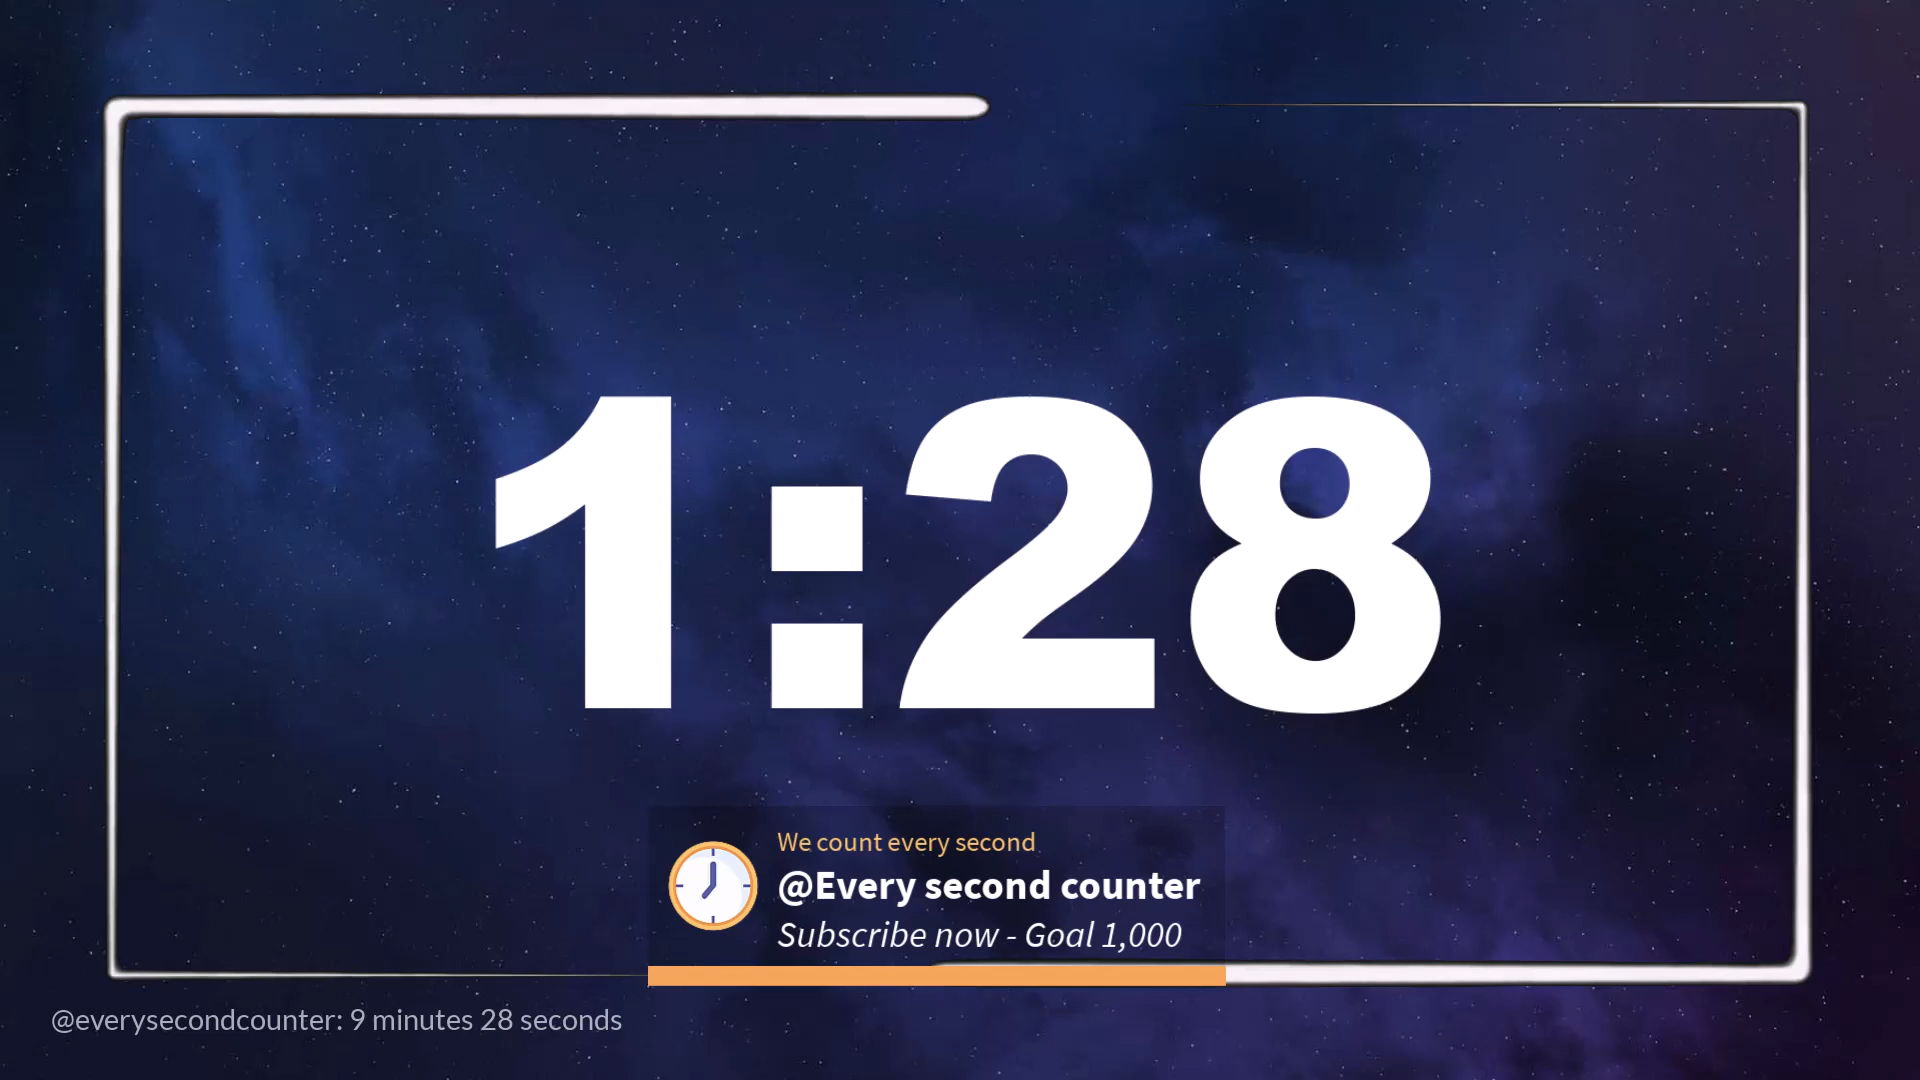 1:28
We count every second
@Every second counter
Subscribe now - Goal 1,000
@everysecondcounter: 9 minutes 28 seconds